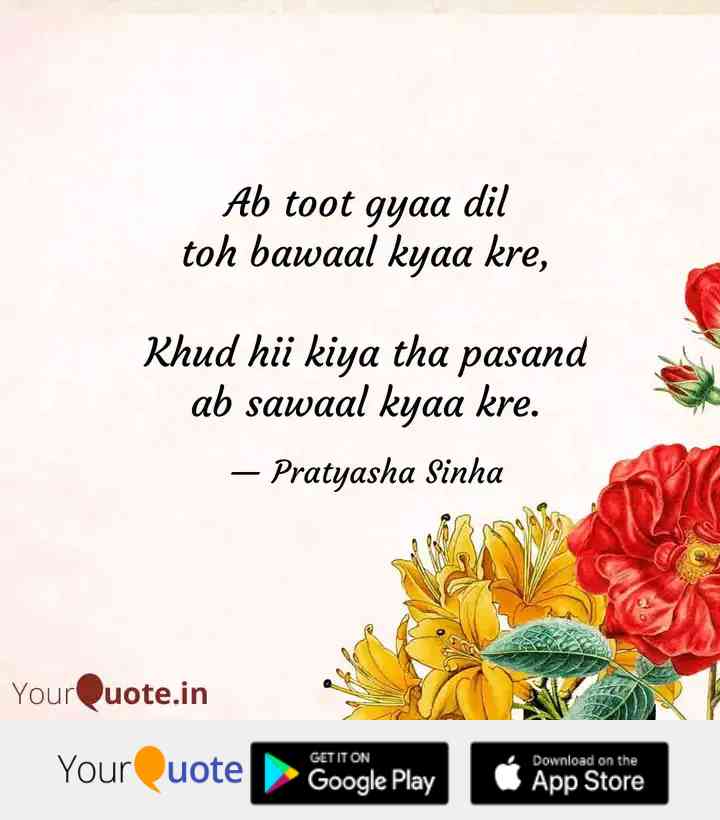 Ab toot gyaa dil
toh bawaal kyaa kre,
Khud hii kiya tha pasand
ab sawaal kyaa kre.
— Pratyasha Sinha
YourQuote.in
YourQuote
GET IT ON
Google Play
Download on the
App Store